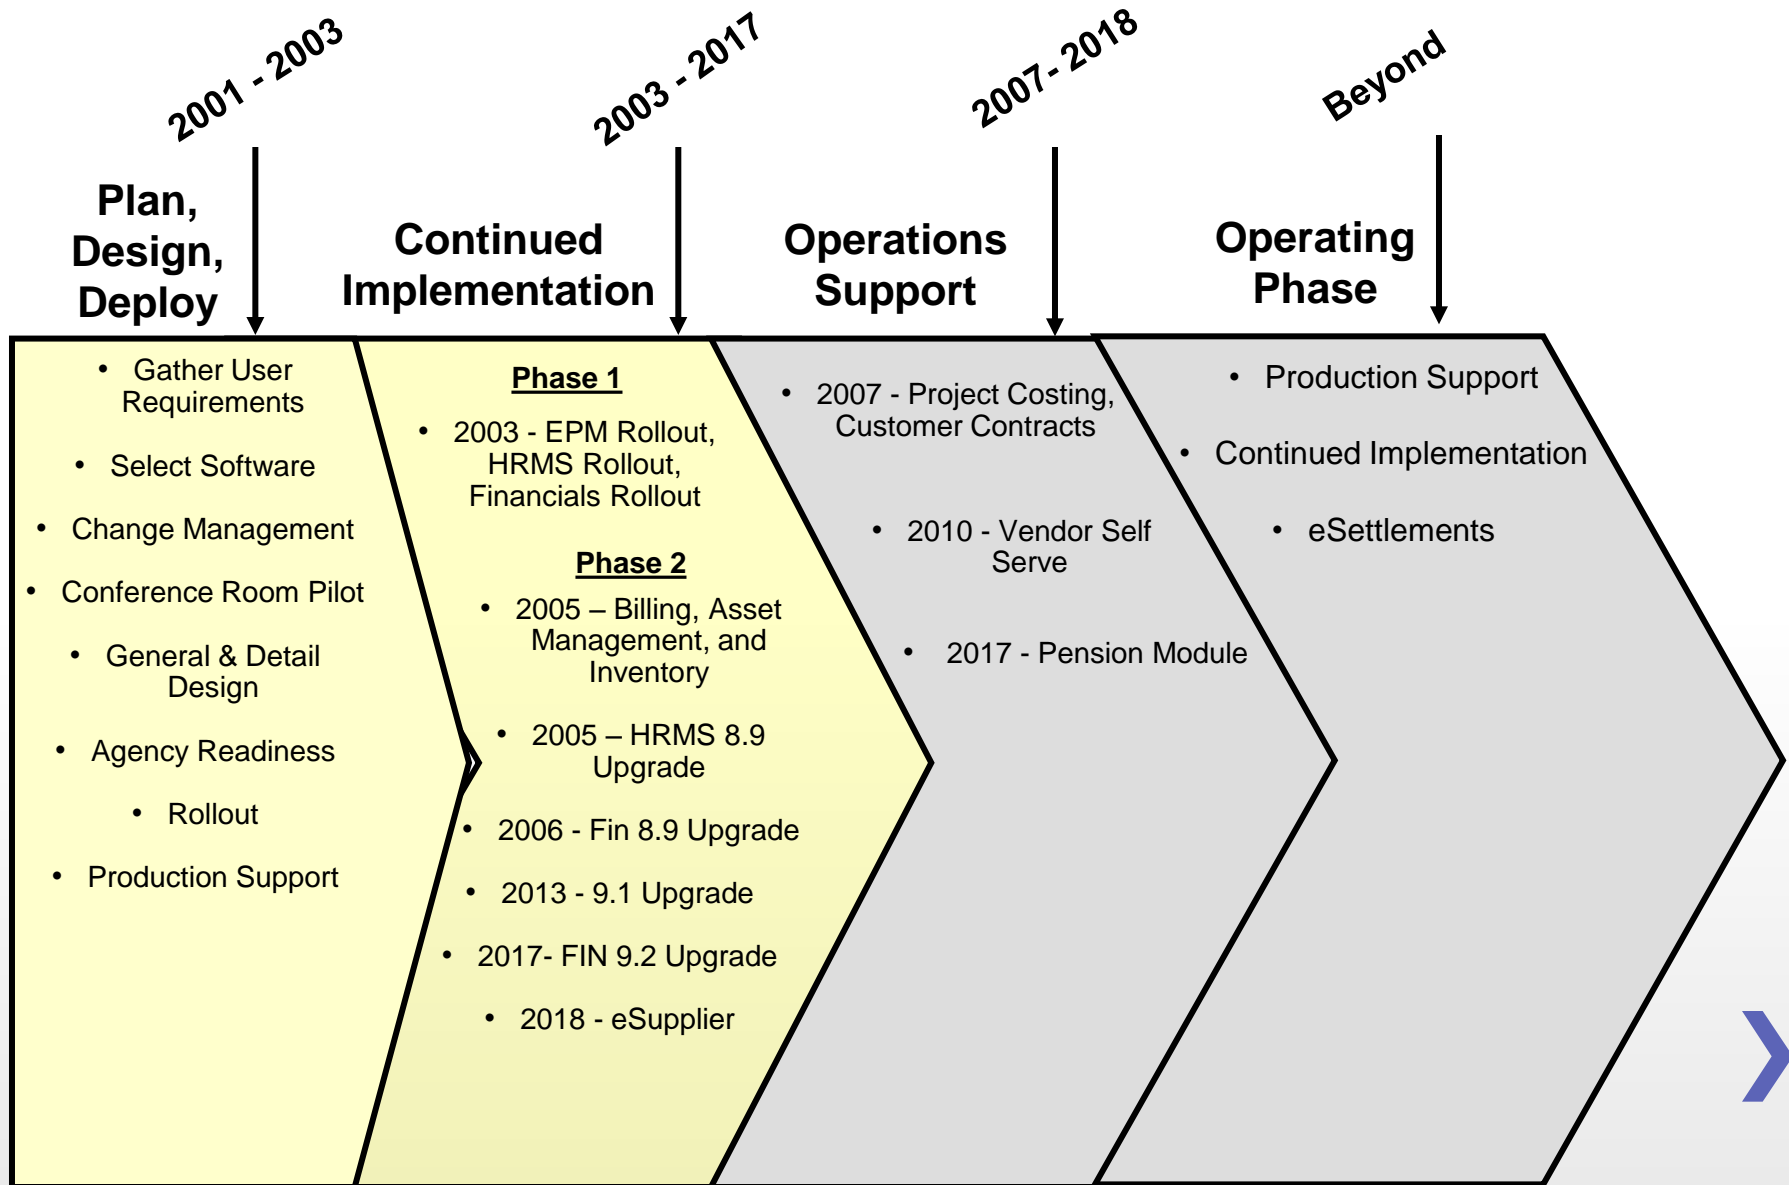 2001 - 2003
2003 - 2017
2007- 2018
Beyond
Plan,
Design,
Deploy
Continued
Implementation
Operations
Support
Operating
Phase
• Gather User
Requirements
• Select Software
• Change Management
• Conference Room Pilot
• General & Detail
Design
• Agency Readiness
• Rollout
• Production Support
Phase 1
• 2003 - EPM Rollout,
HRMS Rollout,
Financials Rollout
Phase 2
• 2005 – Billing, Asset
Management, and
Inventory
• 2005 – HRMS 8.9
Upgrade
• 2006 - Fin 8.9 Upgrade
• 2013 - 9.1 Upgrade
• 2017- FIN 9.2 Upgrade
• 2018 - eSupplier
• 2007 - Project Costing,
Customer Contracts
• 2010 - Vendor Self
Serve
• 2017 - Pension Module
• Production Support
• Continued Implementation
• eSettlements